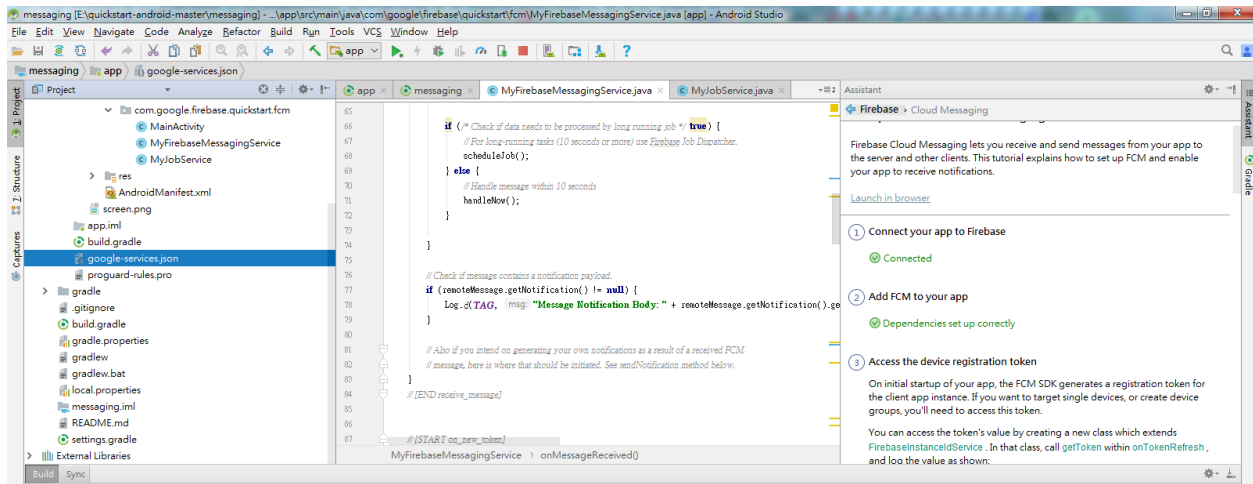 messaging [E:\quickstart-android-master\messaging] - ...\app\src\main\java\com\google\firebase\quickstart\fcm\MyFirebaseMessagingService.java [app] - Android Studio
File Edit View Navigate Code Analyze Refactor Build Run Tools VCS Window Help
app
messaging app google-services.json
Project
com.google.firebase.quickstart.fcm
MainActivity
MyFirebaseMessagingService
MyJobService
res
AndroidManifest.xml
screen.png
app.iml
build.gradle
google-services.json
proguard-rules.pro
gradle
.gitignore
build.gradle
gradle.properties
gradlew
gradlew.bat
local.properties
messaging.iml
README.md
settings.gradle
External Libraries
1: Project
7: Structure
Captures
app messaging MyFirebaseMessagingService.java MyJobService.java
65
66 if (/* Check if data needs to be processed by long running job */ true) {
67 // For long-running tasks (10 seconds or more) use Firebase Job Dispatcher.
68 scheduleJob();
69 } else {
70 // Handle message within 10 seconds
71 handleNow();
72 }
73
74 }
75
76 // Check if message contains a notification payload.
77 if (remoteMessage.getNotification() != null) {
78 Log.d(TAG, msg: "Message Notification Body: " + remoteMessage.getNotification().ge
79 }
80
81 // Also if you intend on generating your own notifications as a result of a received FCM
82 // message, here is where that should be initiated. See sendNotification method below.
83 }
84 // [END receive_message]
85
86
87 // [START on_new_token]
MyFirebaseMessagingService > onMessageReceived()
Assistant
Firebase > Cloud Messaging
Firebase Cloud Messaging lets you receive and send messages from your app to
the server and other clients. This tutorial explains how to set up FCM and enable
your app to receive notifications.
Launch in browser
1 Connect your app to Firebase
Connected
2 Add FCM to your app
Dependencies set up correctly
3 Access the device registration token
On initial startup of your app, the FCM SDK generates a registration token for
the client app instance. If you want to target single devices, or create device
groups, you'll need to access this token.
You can access the token's value by creating a new class which extends
FirebaseInstanceIdService . In that class, call getToken within onTokenRefresh ,
and log the value as shown:
Assistant
Gradle
Build Sync